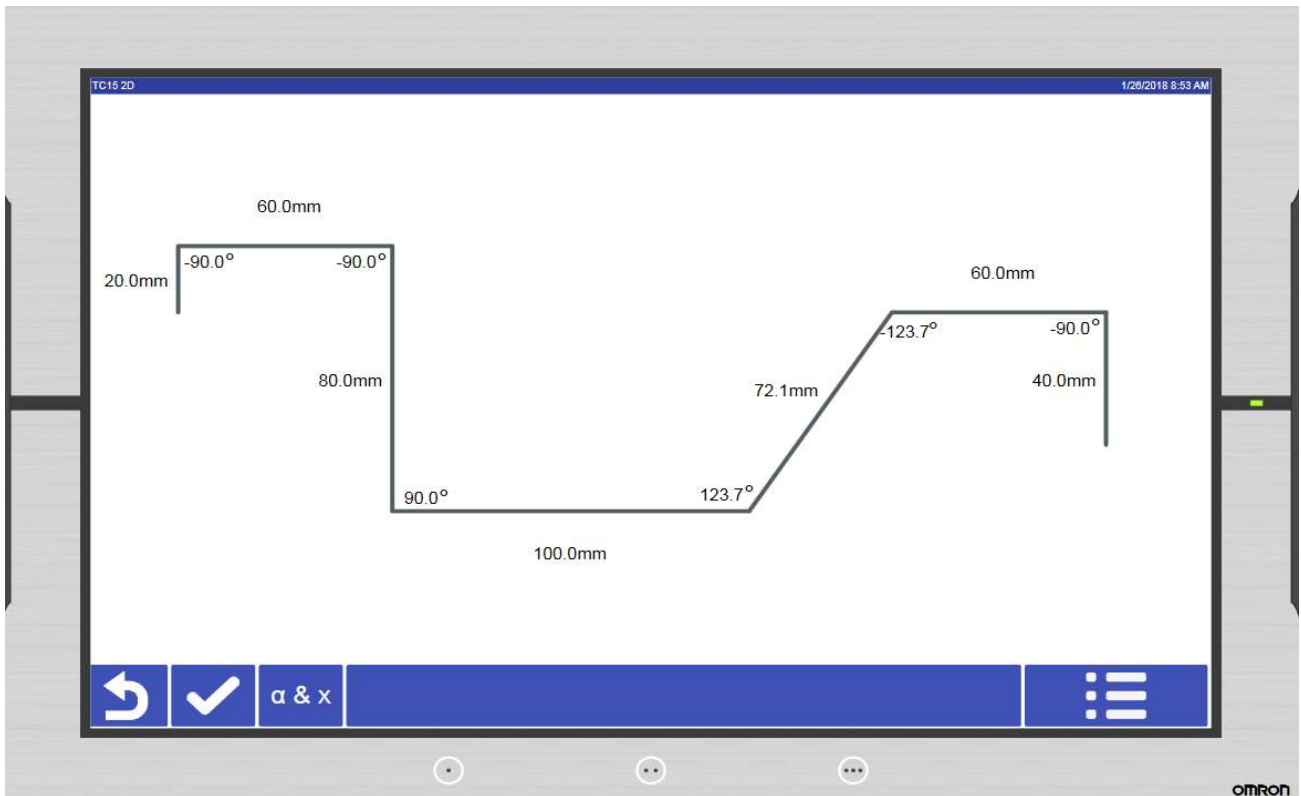 TC15 2D
1/26/2018 8:53 AM
60.0mm
-90.0°
-90.0°
20.0mm
60.0mm
-123.7°
-90.0°
80.0mm
72.1mm
40.0mm
90.0°
123.7°
100.0mm
α & x
OMRON